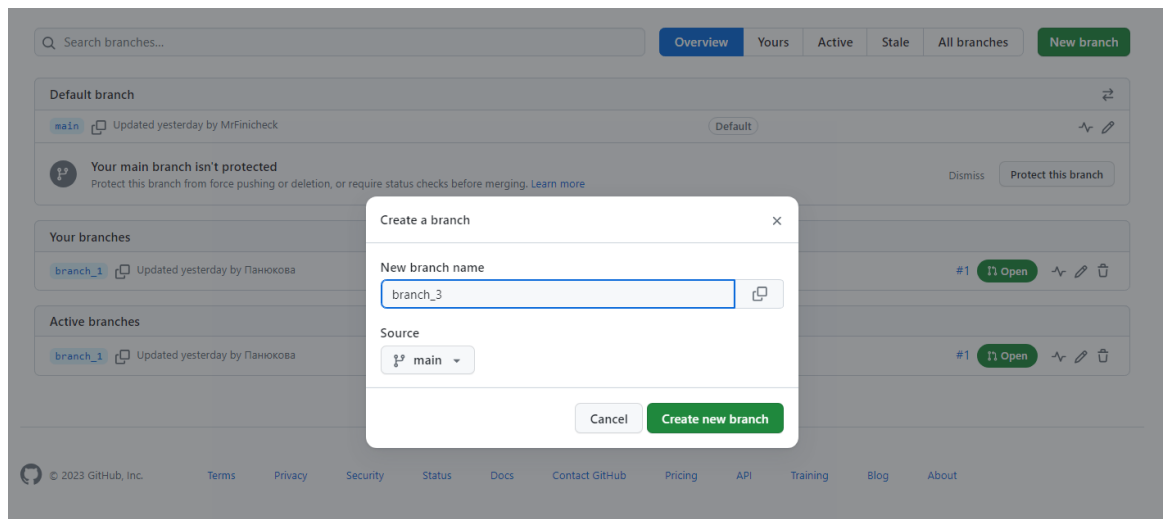 Search branches...
Overview Yours Active Stale All branches New branch
Default branch
main Updated yesterday by MrFinicheck Default
Your main branch isn't protected
Protect this branch from force pushing or deletion, or require status checks before merging. Learn more
Dismiss Protect this branch
Create a branch
New branch name
branch_3
Source
main
Cancel Create new branch
Your branches
branch_1 Updated yesterday by Панюкова #1 Open
Active branches
branch_1 Updated yesterday by Панюкова #1 Open
© 2023 GitHub, Inc. Terms Privacy Security Status Docs Contact GitHub Pricing API Training Blog About